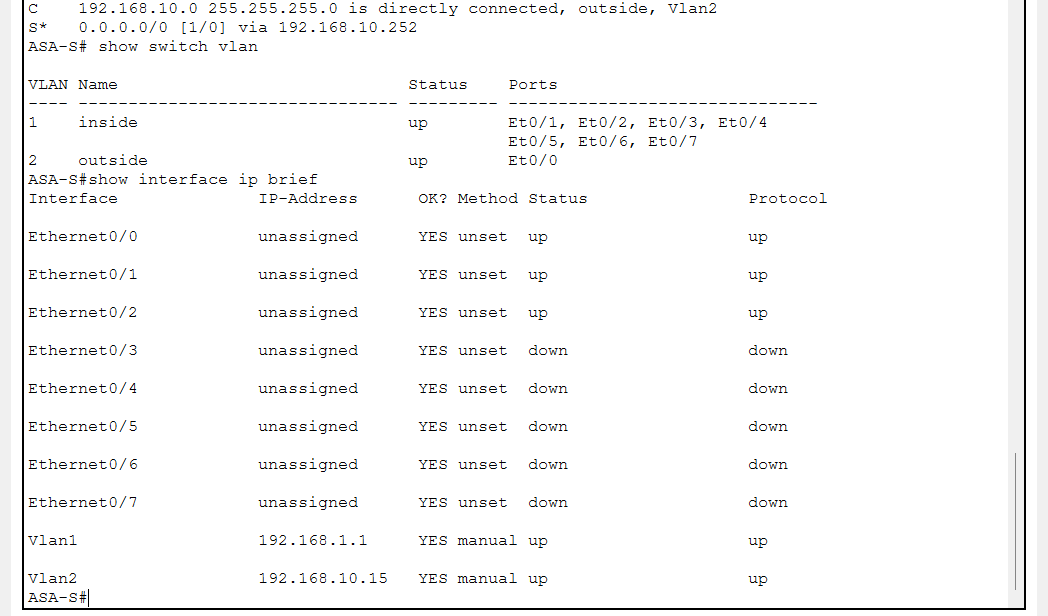 C    192.168.10.0 255.255.255.0 is directly connected, outside, Vlan2
S*   0.0.0.0/0 [1/0] via 192.168.10.252
ASA-S# show switch vlan
VLAN Name                             Status    Ports
---- -------------------------------- --------- -------------------------------
1    inside                           up        Et0/1, Et0/2, Et0/3, Et0/4
                                                Et0/5, Et0/6, Et0/7
2    outside                          up        Et0/0
ASA-S#show interface ip brief
Interface              IP-Address      OK? Method Status                Protocol
Ethernet0/0            unassigned      YES unset  up                    up
Ethernet0/1            unassigned      YES unset  up                    up
Ethernet0/2            unassigned      YES unset  up                    up
Ethernet0/3            unassigned      YES unset  down                  down
Ethernet0/4            unassigned      YES unset  down                  down
Ethernet0/5            unassigned      YES unset  down                  down
Ethernet0/6            unassigned      YES unset  down                  down
Ethernet0/7            unassigned      YES unset  down                  down
Vlan1                  192.168.1.1     YES manual up                    up
Vlan2                  192.168.10.15   YES manual up                    up
ASA-S#